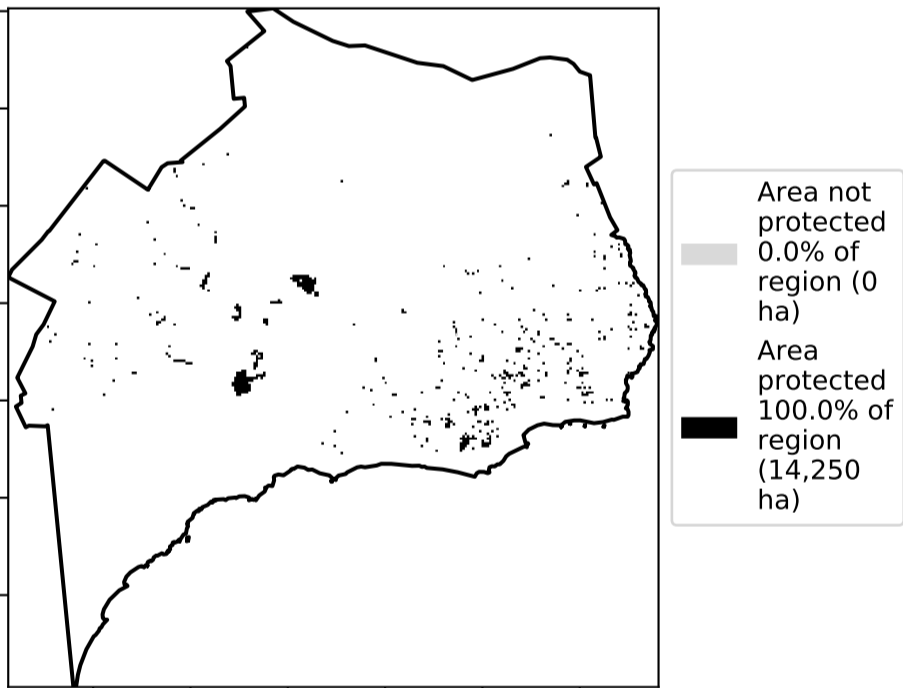 Area not
protected
0.0% of
region (0
ha)
Area
protected
100.0% of
region
(14,250
ha)